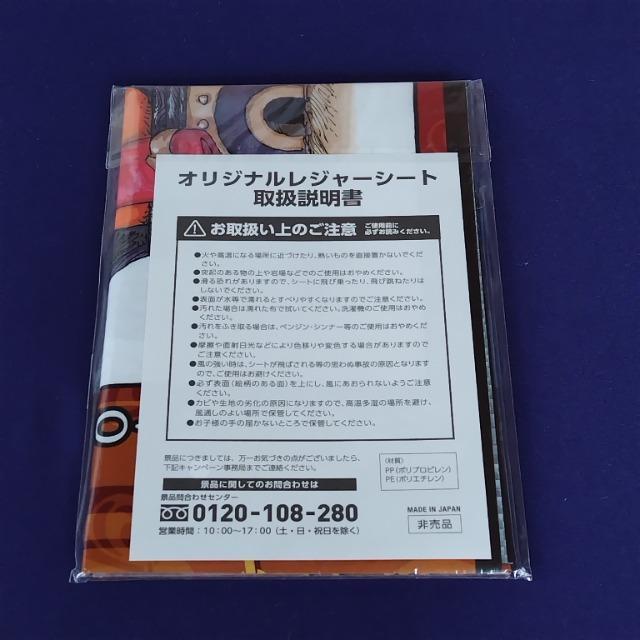 オリジナルレジャーシート
取扱説明書
お取扱い上のご注意 ご使用前に
必ずお読みください。
●火や高温になる場所に近づけたり、熱いものを直接置かないでくだ
さい。
●突起のある物の上や岩場などでのご使用はおやめください。
●滑る恐れがありますので、シートに飛び乗ったり、飛び跳ねたりは
しないでください。
●表面が水等で濡れるとすべりやすくなりますのでご注意ください。
●汚れた場合は濡れた布で拭いてください。洗濯機のご使用はおやめ
ください。
●汚れをふき取る場合は、ベンジン・シンナー等のご使用はおやめくだ
さい。
●摩擦や直射日光などにより色移りや変色する場合がありますので
ご注意ください。
●風の強い時は、シートが飛ばされる等の思わぬ事故の原因となりますの
で、ご使用はお避けください。
●必ず表面(絵柄のある面)を上にし、風にあおられないようご注意
ください。
●カビや生地の劣化の原因になりますので、高温多湿の場所を避け、
風通しのよい場所で保管してください。
●お子様の手の届かないところで保管してください。
景品につきましては、万一お気づきの点がございましたら、
下記キャンペーン事務局までご連絡ください。
景品に関してのお問合わせは
景品問合わせセンター
0120-108-280
営業時間:10:00~17:00(土・日・祝日を除く)
〈材質〉
PP(ポリプロピレン)
PE(ポリエチレン)
MADE IN JAPAN
非売品